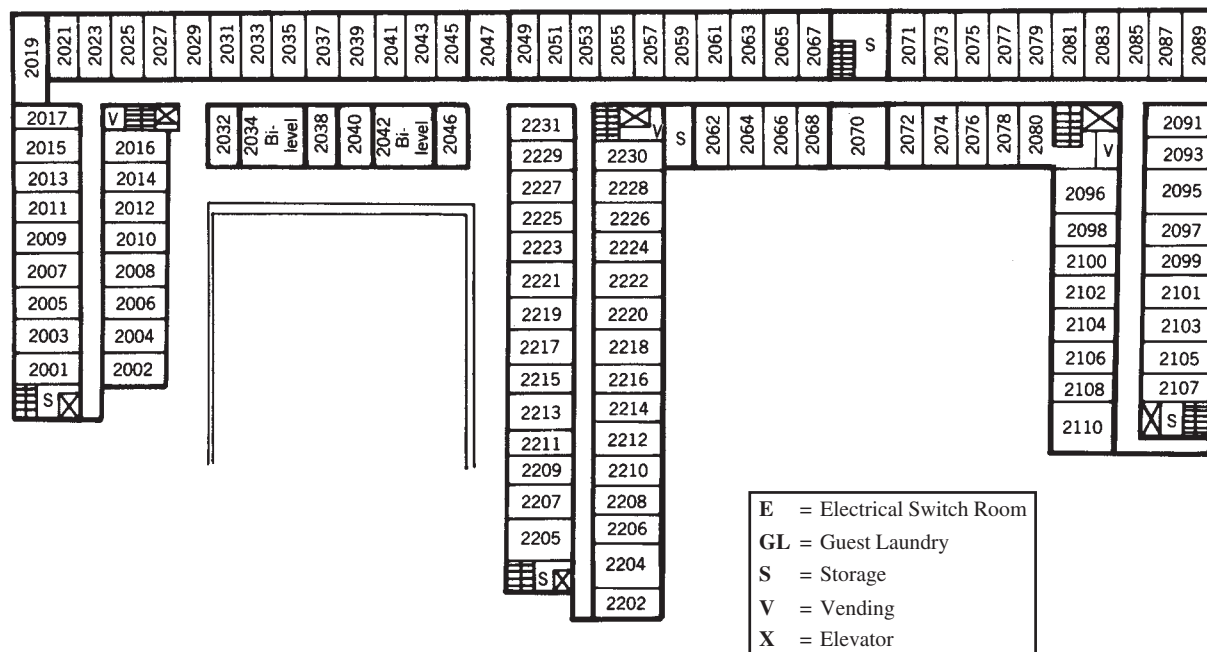 2019 2021 2023 2025 2027 2029 2031 2033 2035 2037 2039 2041 2043 2045 2047 2049 2051 2053 2055 2057 2059 2061 2063 2065 2067 S 2071 2073 2075 2077 2079 2081 2083 2085 2087 2089
2017 V
2032 2034 Bi-level 2038 2040 2042 Bi-level 2046
2231 V S 2062 2064 2066 2068 2070 2072 2074 2076 2078 2080 V 2091
2015 2016 2229 2230 2093
2013 2014 2227 2228 2096 2095
2011 2012 2225 2226
2009 2010 2223 2224 2098 2097
2007 2008 2221 2222 2100 2099
2005 2006 2219 2220 2102 2101
2003 2004 2217 2218 2104 2103
2001 2002 2215 2216 2106 2105
S 2213 2214 2108 2107
2211 2212 2110 S
2209 2210
2207 2208
2205 2206
2204
S
2202
E = Electrical Switch Room
GL = Guest Laundry
S = Storage
V = Vending
X = Elevator